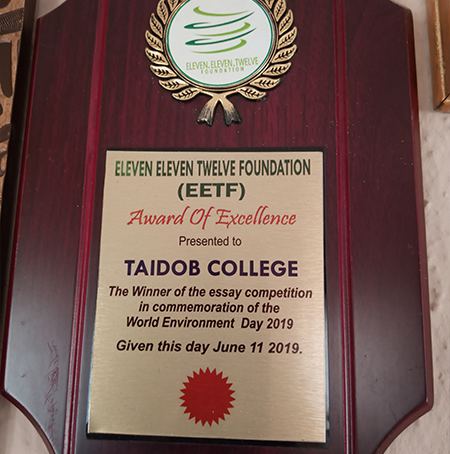 ELEVEN.ELEVEN.TWELVE
FOUNDATION
ELEVEN ELEVEN TWELVE FOUNDATION
(EETF)
Award Of Excellence
Presented to
TAIDOB COLLEGE
The Winner of the essay competition
in commemoration of the
World Environment Day 2019
Given this day June 11 2019.